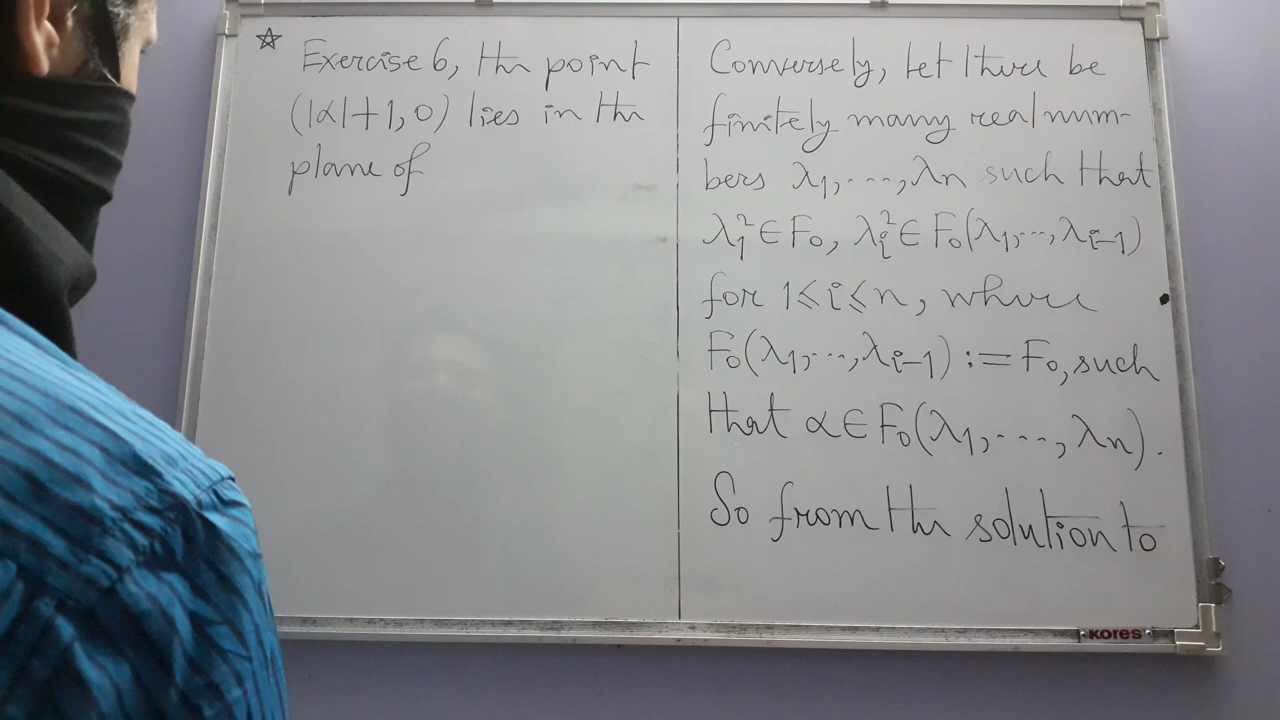 ☆ Exercise 6, the point
(|α|+1,0) lies in the
plane of
Conversely, let there be
finitely many real num-
bers λ₁,...,λn such that
λ₁²∈F₀, λᵢ²∈F₀(λ₁,...,λᵢ₋₁)
for 1≤i≤n, where
F₀(λ₁,...,λᵢ₋₁) := F₀, such
that α∈F₀(λ₁,...,λn).
So from the solution to
KORES